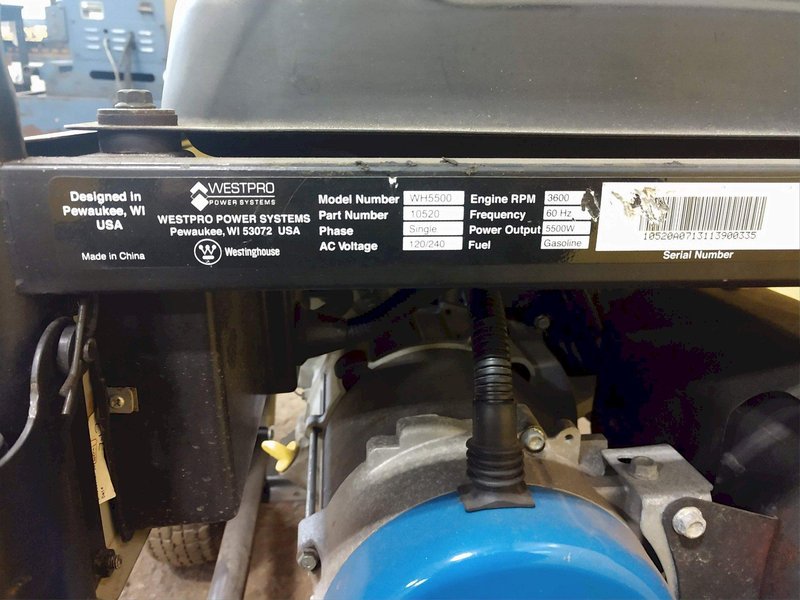 Designed in
Pewaukee, WI
USA
Made in China
WESTPRO
POWER SYSTEMS
WESTPRO POWER SYSTEMS
Pewaukee, WI 53072 USA
Westinghouse
Model Number WH5500
Part Number 10520
Phase Single
AC Voltage 120/240
Engine RPM 3600
Frequency 60 Hz
Power Output 5500W
Fuel Gasoline
10520A0713113900335
Serial Number